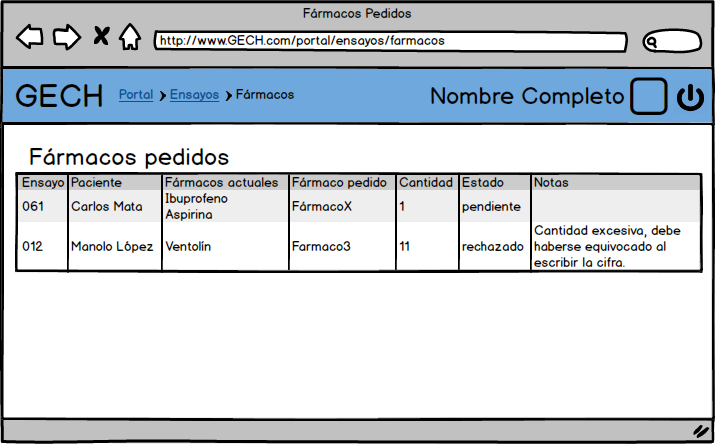 Fármacos Pedidos
http://www.GECH.com/portal/ensayos/farmacos
GECH Portal > Ensayos > Fármacos Nombre Completo
Fármacos pedidos
Ensayo Paciente Fármacos actuales Fármaco pedido Cantidad Estado Notas
061 Carlos Mata Ibuprofeno FármacoX 1 pendiente
Aspirina
012 Manolo López Ventolín Farmaco3 11 rechazado Cantidad excesiva, debe
haberse equivocado al
escribir la cifra.